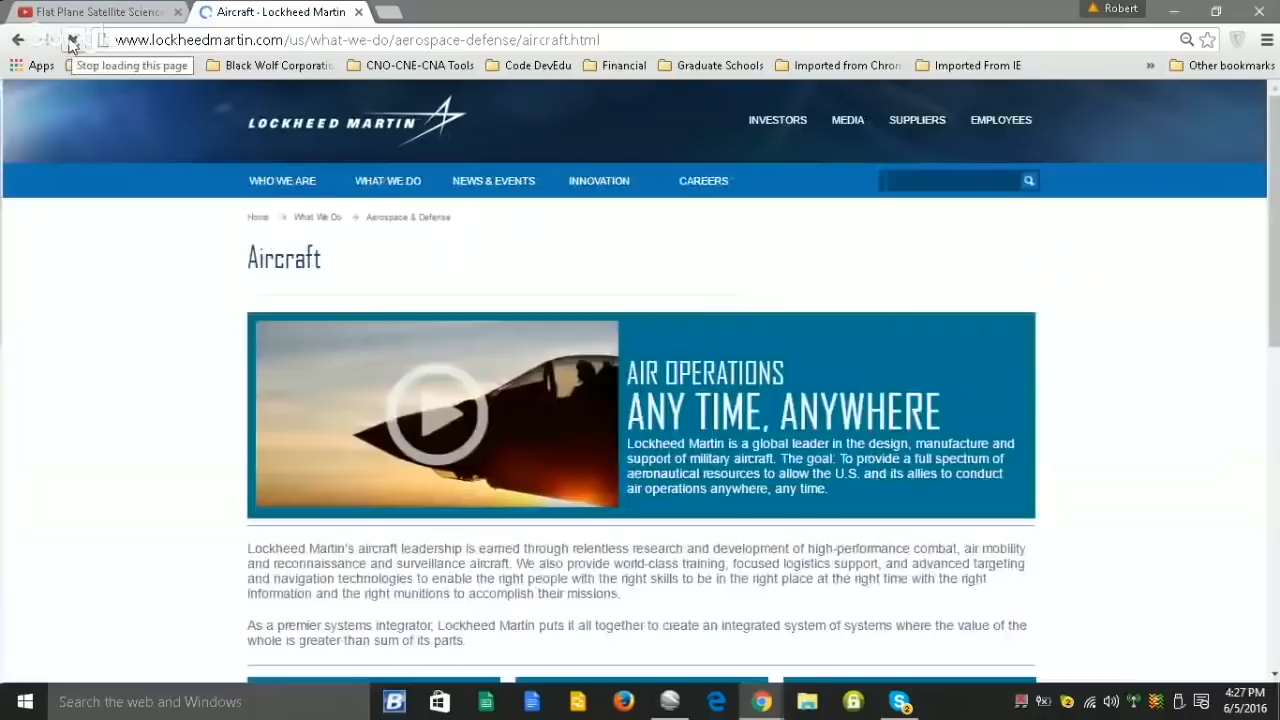 Flat Plane Satellite Scienc
Aircraft · Lockheed Martin
Robert
www.lockheedmartin.com/us/what-we-do/aerospace-defense/aircraft.html
Apps
Stop loading this page
Black Wolf Corporatio
CNO-CNE-CNA Tools
Code DevEdu
Financial
Graduate Schools
Imported from Chron
Imported From IE
»
Other bookmarks
LOCKHEED MARTIN
INVESTORS
MEDIA
SUPPLIERS
EMPLOYEES
WHO WE ARE
WHAT WE DO
NEWS & EVENTS
INNOVATION
CAREERS
Home
What We Do
Aerospace & Defense
Aircraft
AIR OPERATIONS
ANY TIME, ANYWHERE
Lockheed Martin is a global leader in the design, manufacture and
support of military aircraft. The goal: To provide a full spectrum of
aeronautical resources to allow the U.S. and its allies to conduct
air operations anywhere, any time.
Lockheed Martin's aircraft leadership is earned through relentless research and development of high-performance combat, air mobility
and reconnaissance and surveillance aircraft. We also provide world-class training, focused logistics support, and advanced targeting
and navigation technologies to enable the right people with the right skills to be in the right place at the right time with the right
information and the right munitions to accomplish their missions.
As a premier systems integrator, Lockheed Martin puts it all together to create an integrated system of systems where the value of the
whole is greater than sum of its parts.
Search the web and Windows
4:27 PM
6/5/2016